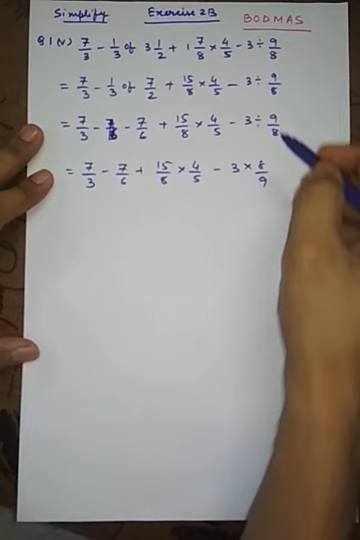 Simplify Exercise 2B BODMAS
Q1(v) 7/3 - 1/3 of 3 1/2 + 1 7/8 × 4/5 - 3 ÷ 9/8
= 7/3 - 1/3 of 7/2 + 15/8 × 4/5 - 3 ÷ 9/8
= 7/3 - 7/6 + 15/8 × 4/5 - 3 ÷ 9/8
= 7/3 - 7/6 + 15/8 × 4/5 - 3 × 8/9